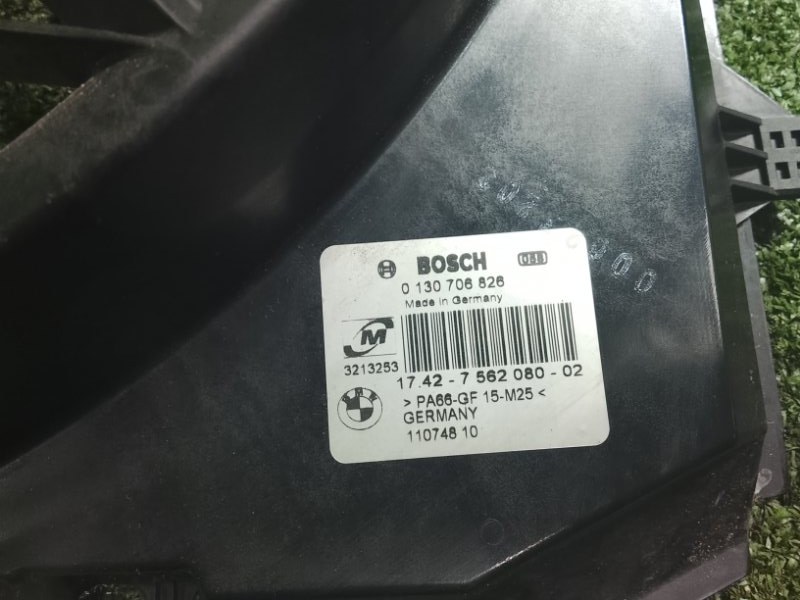 BOSCH
0 130 706 826
Made in Germany
M
3213253
17.42 - 7 562 080 - 02
BMW
> PA66-GF 15-M25 <
GERMANY
110748 10